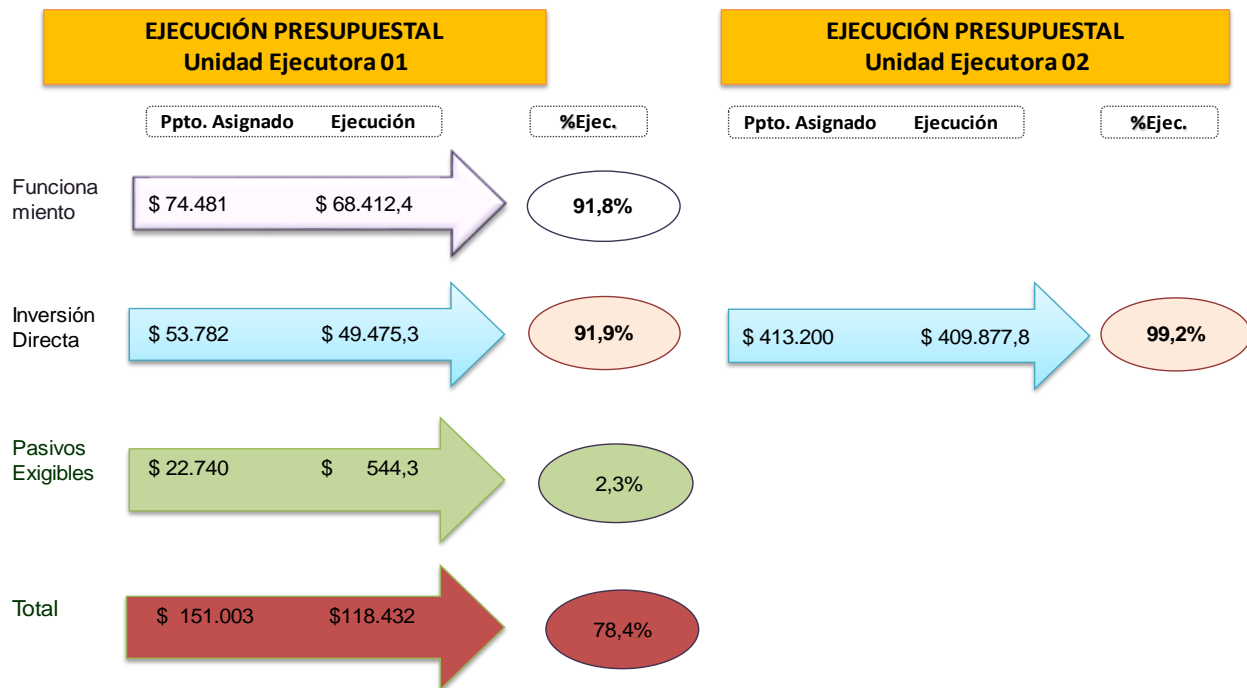 EJECUCIÓN PRESUPUESTAL
Unidad Ejecutora 01
EJECUCIÓN PRESUPUESTAL
Unidad Ejecutora 02
Ppto. Asignado Ejecución %Ejec.
Ppto. Asignado Ejecución %Ejec.
Funciona
miento
$ 74.481 $ 68.412,4 91,8%
Inversión
Directa
$ 53.782 $ 49.475,3 91,9%
$ 413.200 $ 409.877,8 99,2%
Pasivos
Exigibles
$ 22.740 $ 544,3 2,3%
Total
$ 151.003 $118.432 78,4%